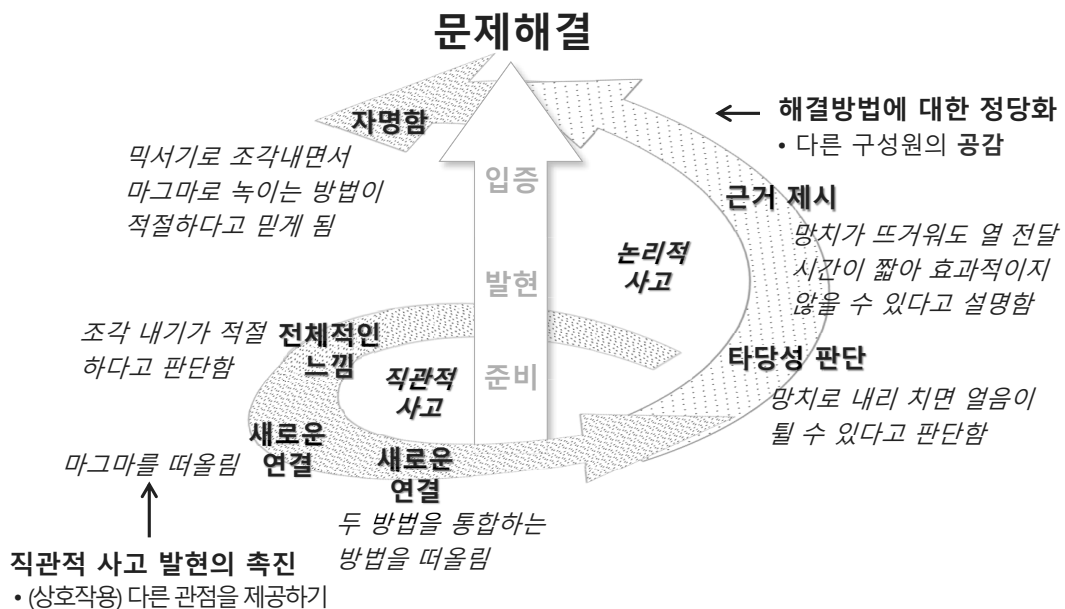 문제해결
자명함
믹서기로 조각내면서
마그마로 녹이는 방법이
적절하다고 믿게 됨
해결방법에 대한 정당화
• 다른 구성원의 공감
입증
근거 제시
망치가 뜨거워도 열 전달
시간이 짧아 효과적이지
않을 수 있다고 설명함
논리적
사고
발현
조각 내기가 적절
하다고 판단함
전체적인
느낌
직관적
사고
준비
타당성 판단
망치로 내리 치면 얼음이
튈 수 있다고 판단함
새로운
연결
마그마를 떠올림
새로운
연결
두 방법을 통합하는
방법을 떠올림
직관적 사고 발현의 촉진
• (상호작용) 다른 관점을 제공하기